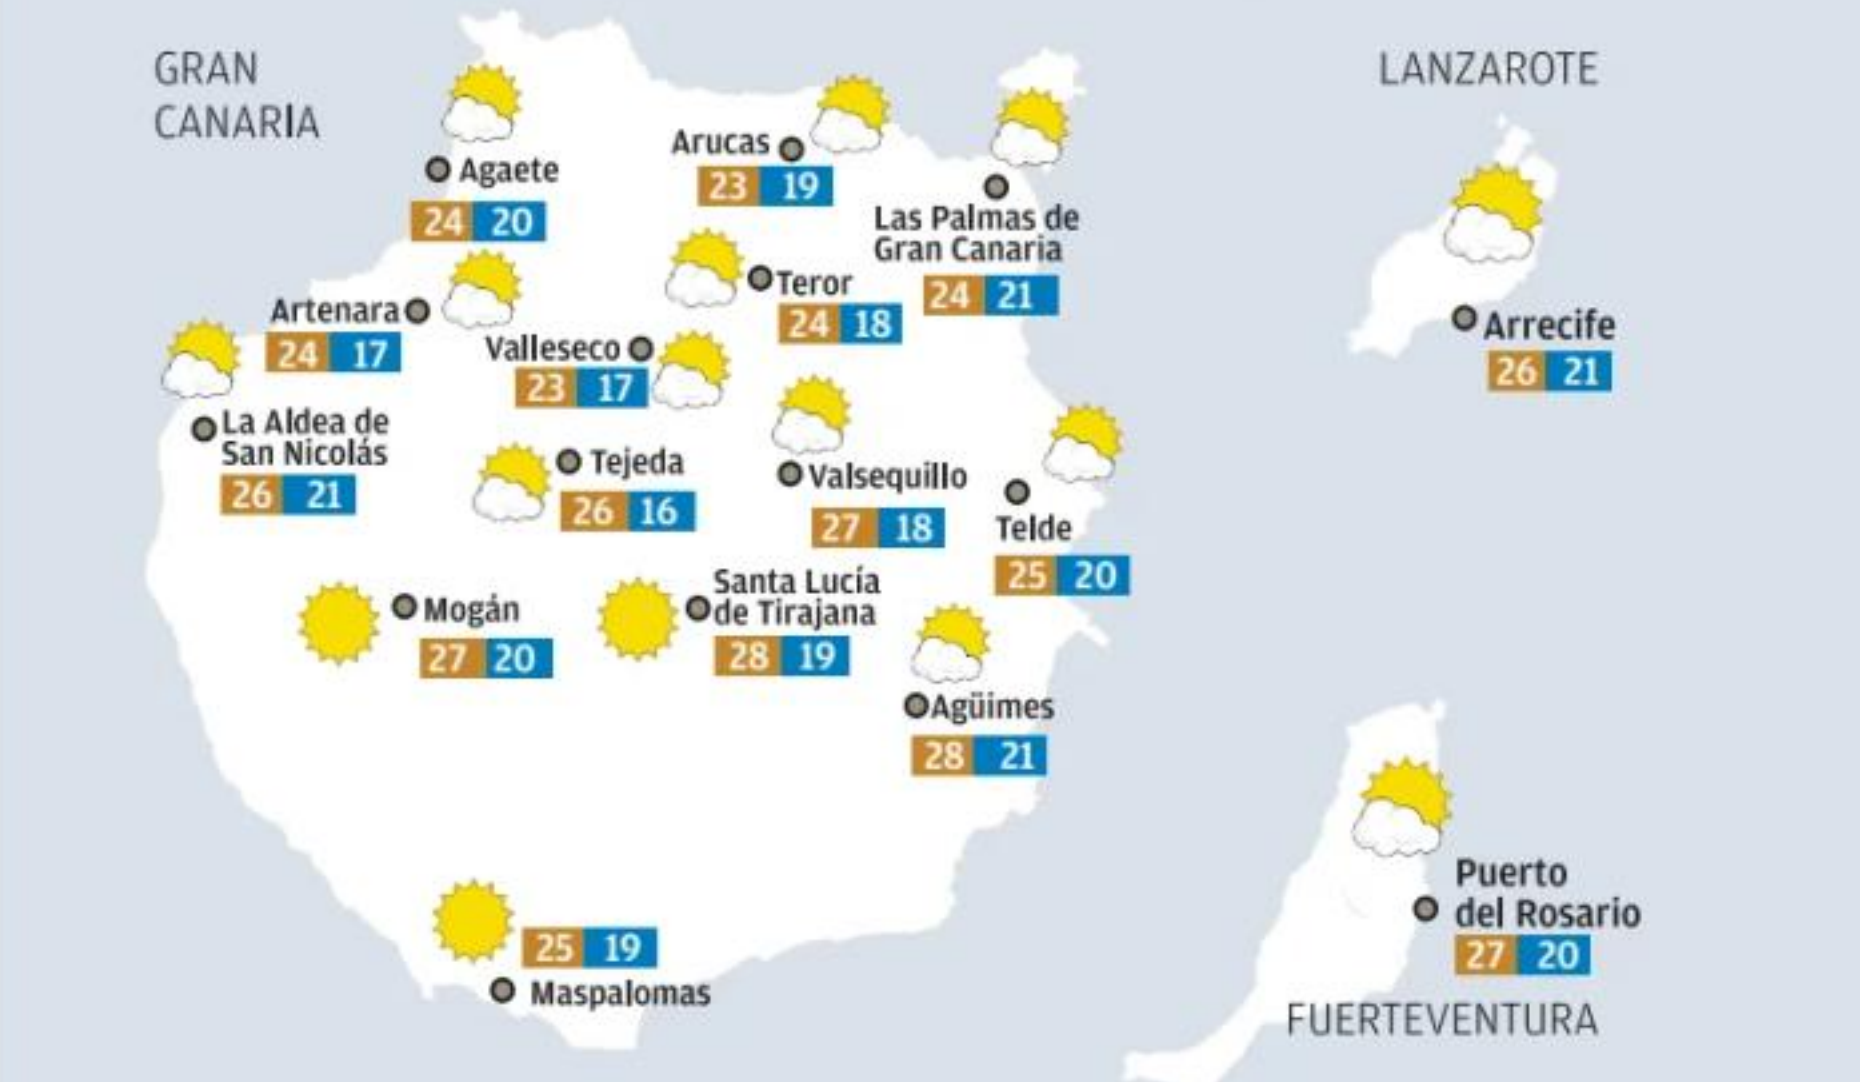 GRAN
CANARIA
LANZAROTE
Agaete
24 20
Arucas
23 19
Las Palmas de
Gran Canaria
24 21
Teror
24 18
Artenara
24 17
Valleseco
23 17
Arrecife
26 21
La Aldea de
San Nicolás
26 21
Tejeda
26 16
Valsequillo
27 18
Telde
25 20
Mogán
27 20
Santa Lucía
de Tirajana
28 19
Agüimes
28 21
25 19
Maspalomas
Puerto
del Rosario
27 20
FUERTEVENTURA